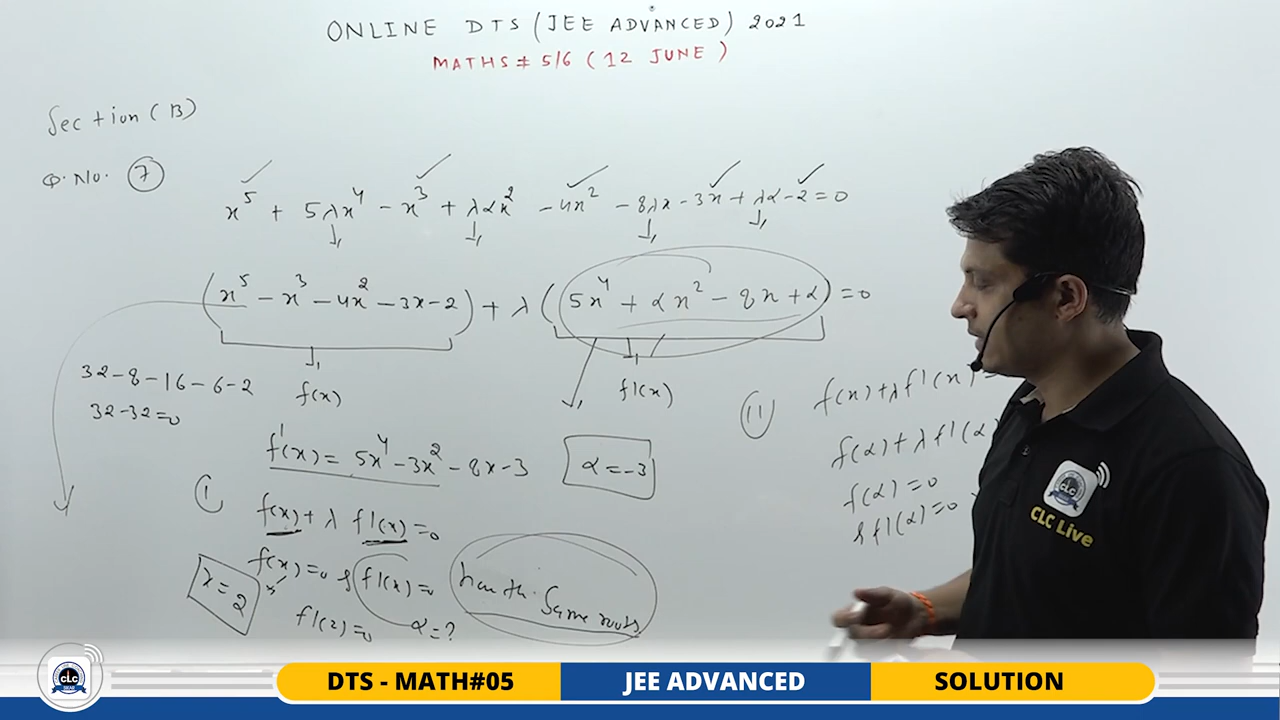 ONLINE DTS (JEE ADVANCED) 2021
MATHS # 5/6 (12 JUNE)
Section (B)
Q. No. 7
x⁵ + 5λx⁴ - x³ + λαx² - 4x² - 8λx - 3x + λα - 2 = 0
(x⁵ - x³ - 4x² - 3x - 2) + λ (5x⁴ + αx² - 8x + α) = 0
f(x)
f'(x)
32 - 8 - 16 - 6 - 2
32 - 32 = 0
f'(x) = 5x⁴ - 3x² - 8x - 3
α = -3
(I) f(x) + λ f'(x) = 0
f(x) = 0 & f'(x) = 0
same roots
x = 2
f'(2) = 0
α = ?
(II) f(x) + λ f'(x) =
f(α) + λ f'(α)
f(α) = 0
& f'(α) = 0
CLC
CLC Live
CLC
DTS - MATH#05
JEE ADVANCED
SOLUTION